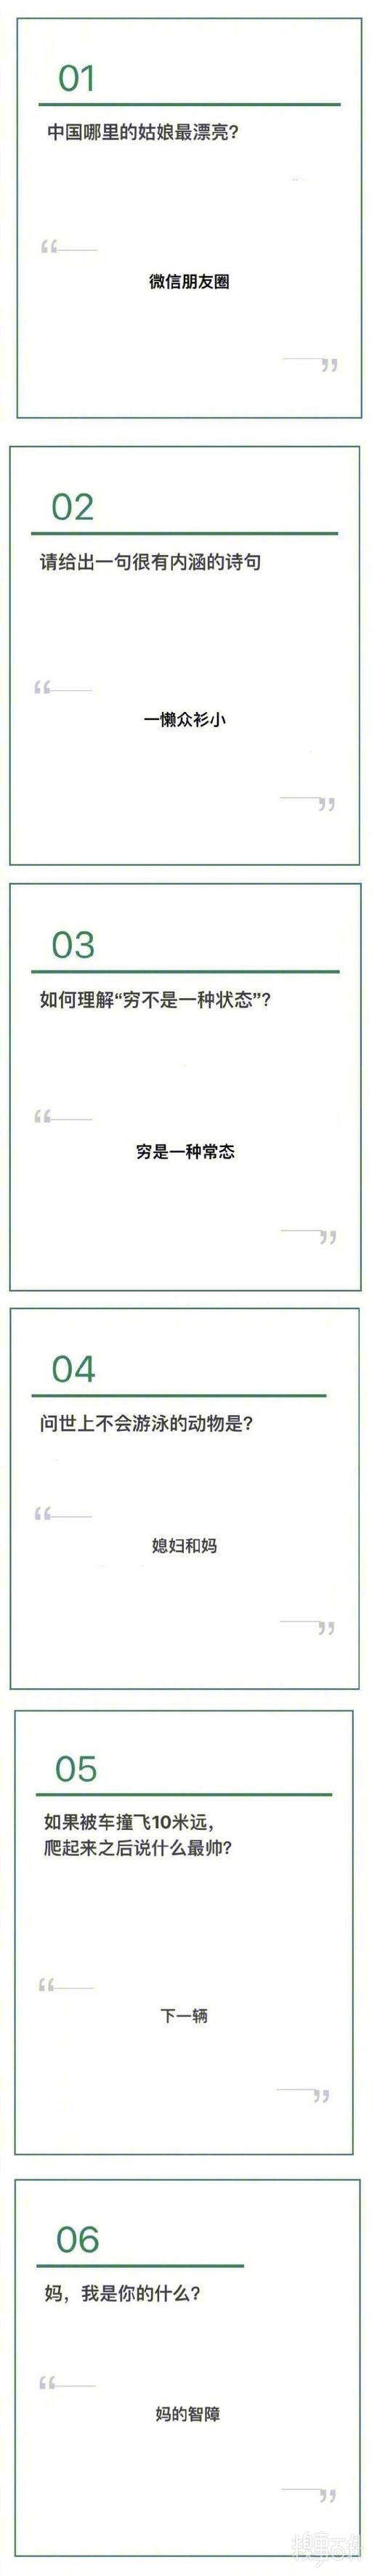 01
中国哪里的姑娘最漂亮?
“
微信朋友圈
”
02
请给出一句很有内涵的诗句
“
一懒众衫小
”
03
如何理解“穷不是一种状态”?
“
穷是一种常态
”
04
问世上不会游泳的动物是?
“
媳妇和妈
”
05
如果被车撞飞10米远，
爬起来之后说什么最帅?
“
下一辆
”
06
妈，我是你的什么?
“
妈的智障
”